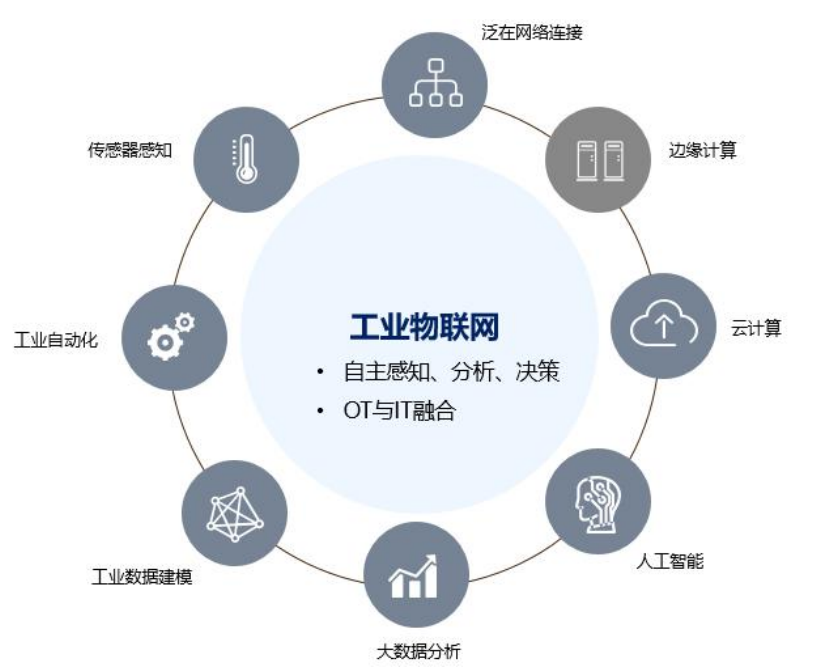 泛在网络连接
传感器感知
边缘计算
工业物联网
• 自主感知、分析、决策
• OT与IT融合
云计算
工业自动化
人工智能
工业数据建模
大数据分析